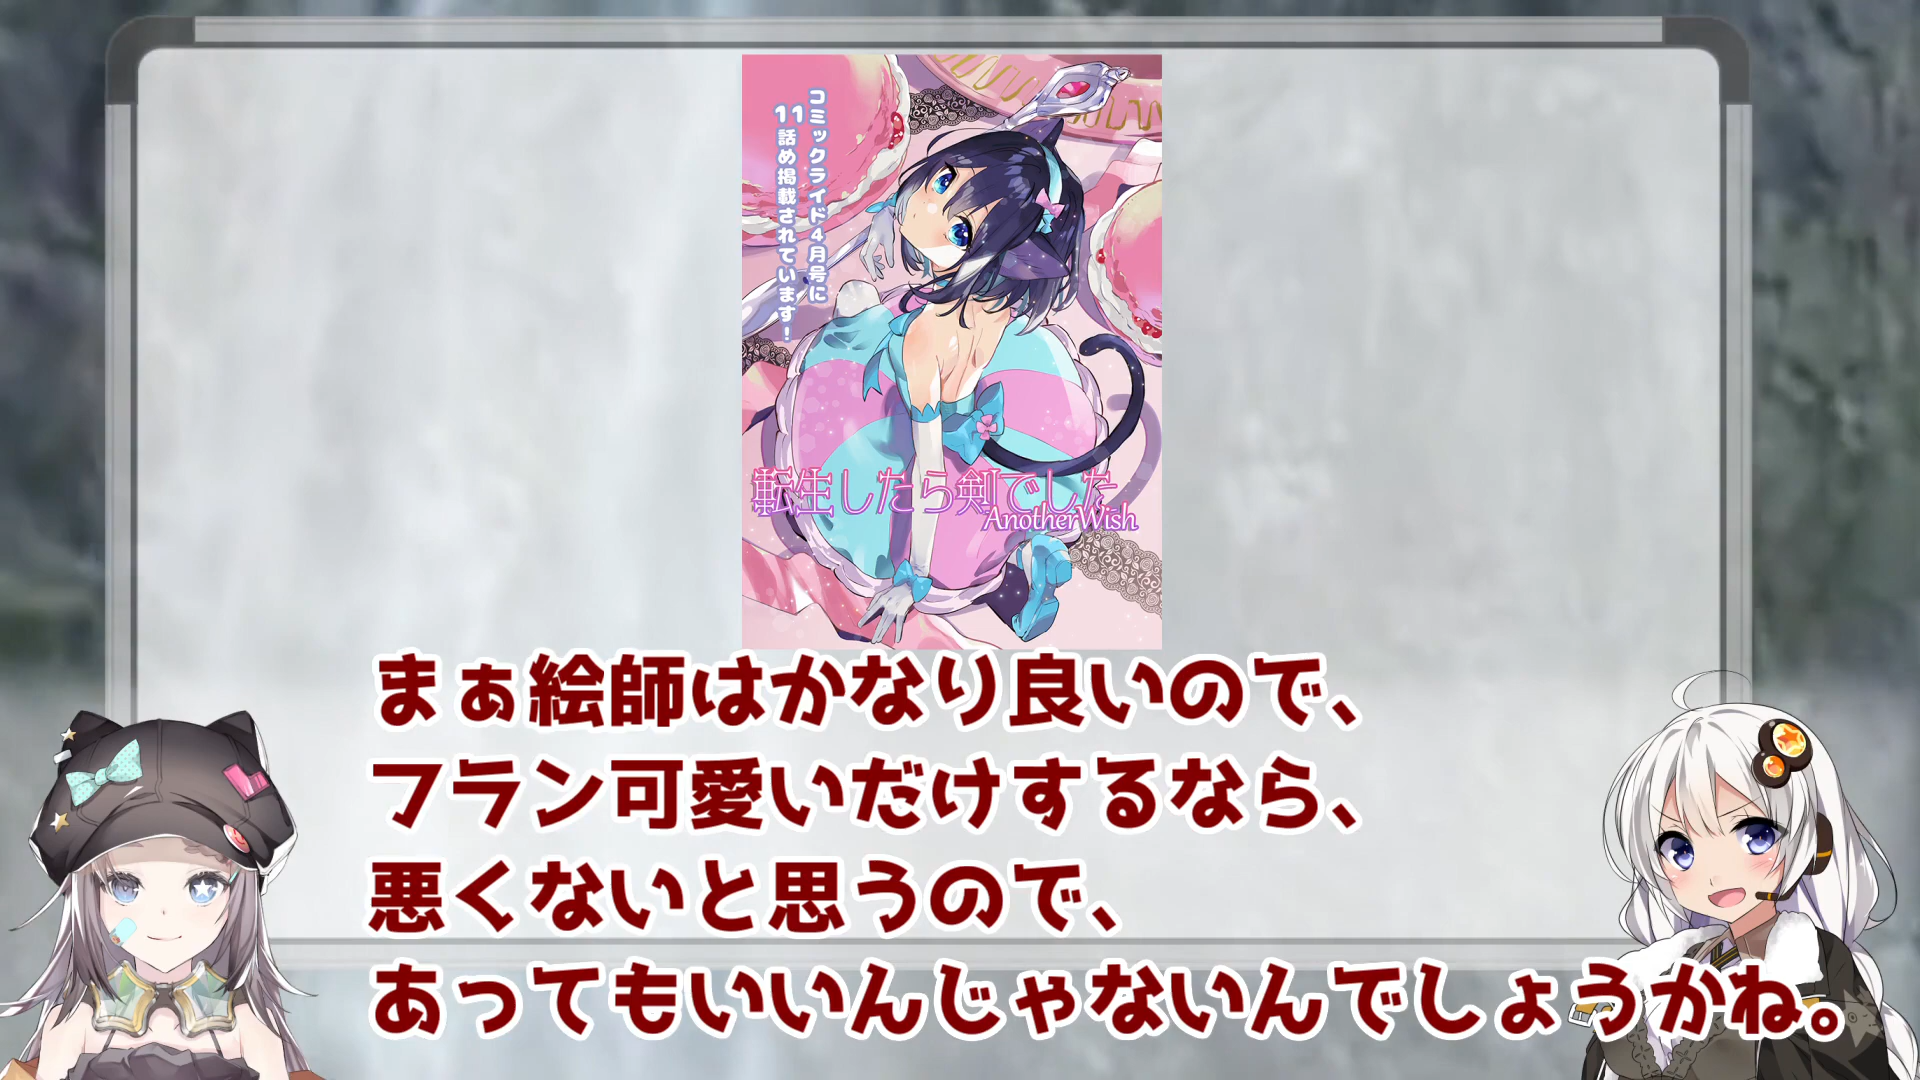 コミックライド4月号に
11話め掲載されています!
転生したら剣でした
AnotherWish
まぁ絵師はかなり良いので、
フラン可愛いだけするなら、
悪くないと思うので、
あってもいいんじゃないんでしょうかね。